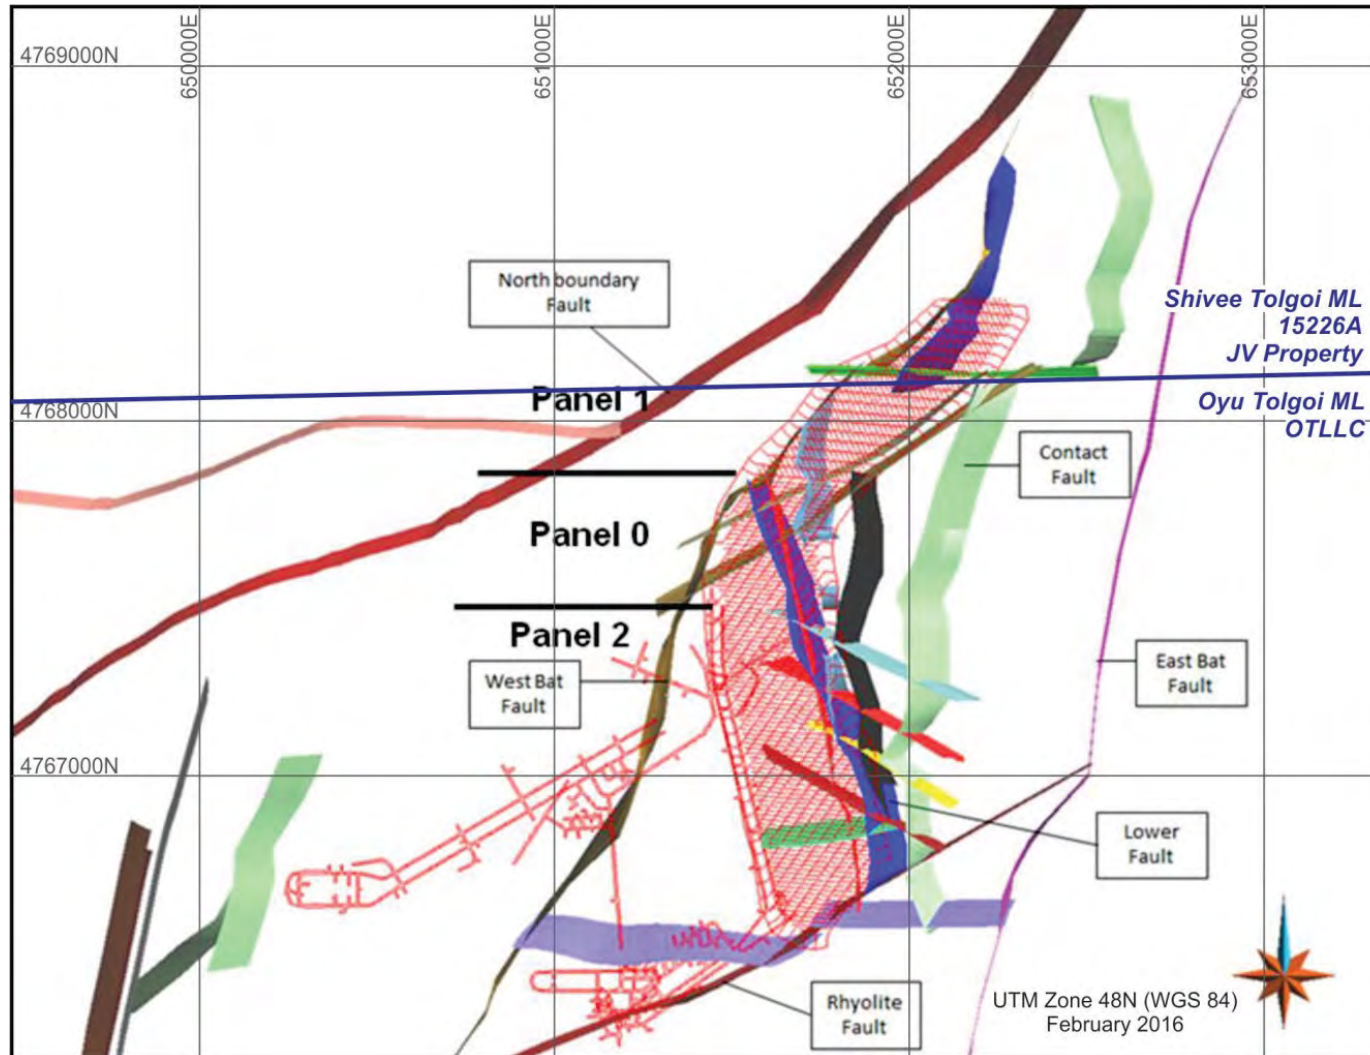 650000E
651000E
652000E
653000E
4769000N
North boundary
Fault
Shivee Tolgoi ML
15226A
JV Property
Panel 1
4768000N
Oyu Tolgoi ML
OTLLC
Contact
Fault
Panel 0
Panel 2
West Bat
Fault
East Bat
Fault
4767000N
Lower
Fault
Rhyolite
Fault
UTM Zone 48N (WGS 84)
February 2016